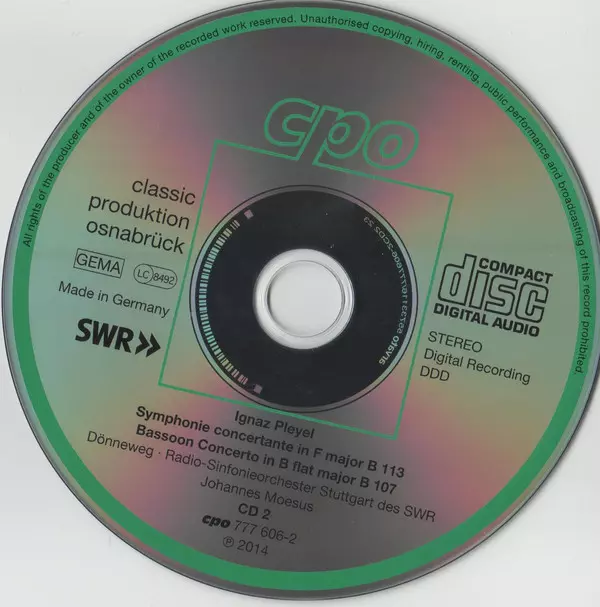 All rights of the producer and of the owner of the recorded work reserved. Unauthorised copying, hiring, renting, public performance and broadcasting of this record prohibited
cpo
classic
produktion
osnabrück
GEMA
LC 8492
Made in Germany
SWR
COMPACT
disc
DIGITAL AUDIO
STEREO
Digital Recording
DDD
Ignaz Pleyel
Symphonie concertante in F major B 113
Bassoon Concerto in B flat major B 107
Dönneweg · Radio-Sinfonieorchester Stuttgart des SWR
Johannes Moesus
CD 2
cpo 777 606-2
℗ 2014